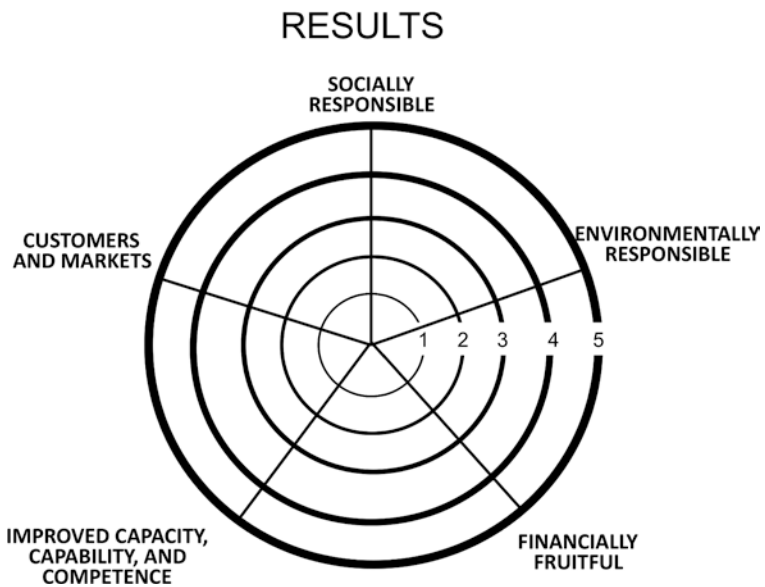 RESULTS
SOCIALLY
RESPONSIBLE
CUSTOMERS
AND MARKETS
ENVIRONMENTALLY
RESPONSIBLE
1 2 3 4 5
IMPROVED CAPACITY,
CAPABILITY, AND
COMPETENCE
FINANCIALLY
FRUITFUL